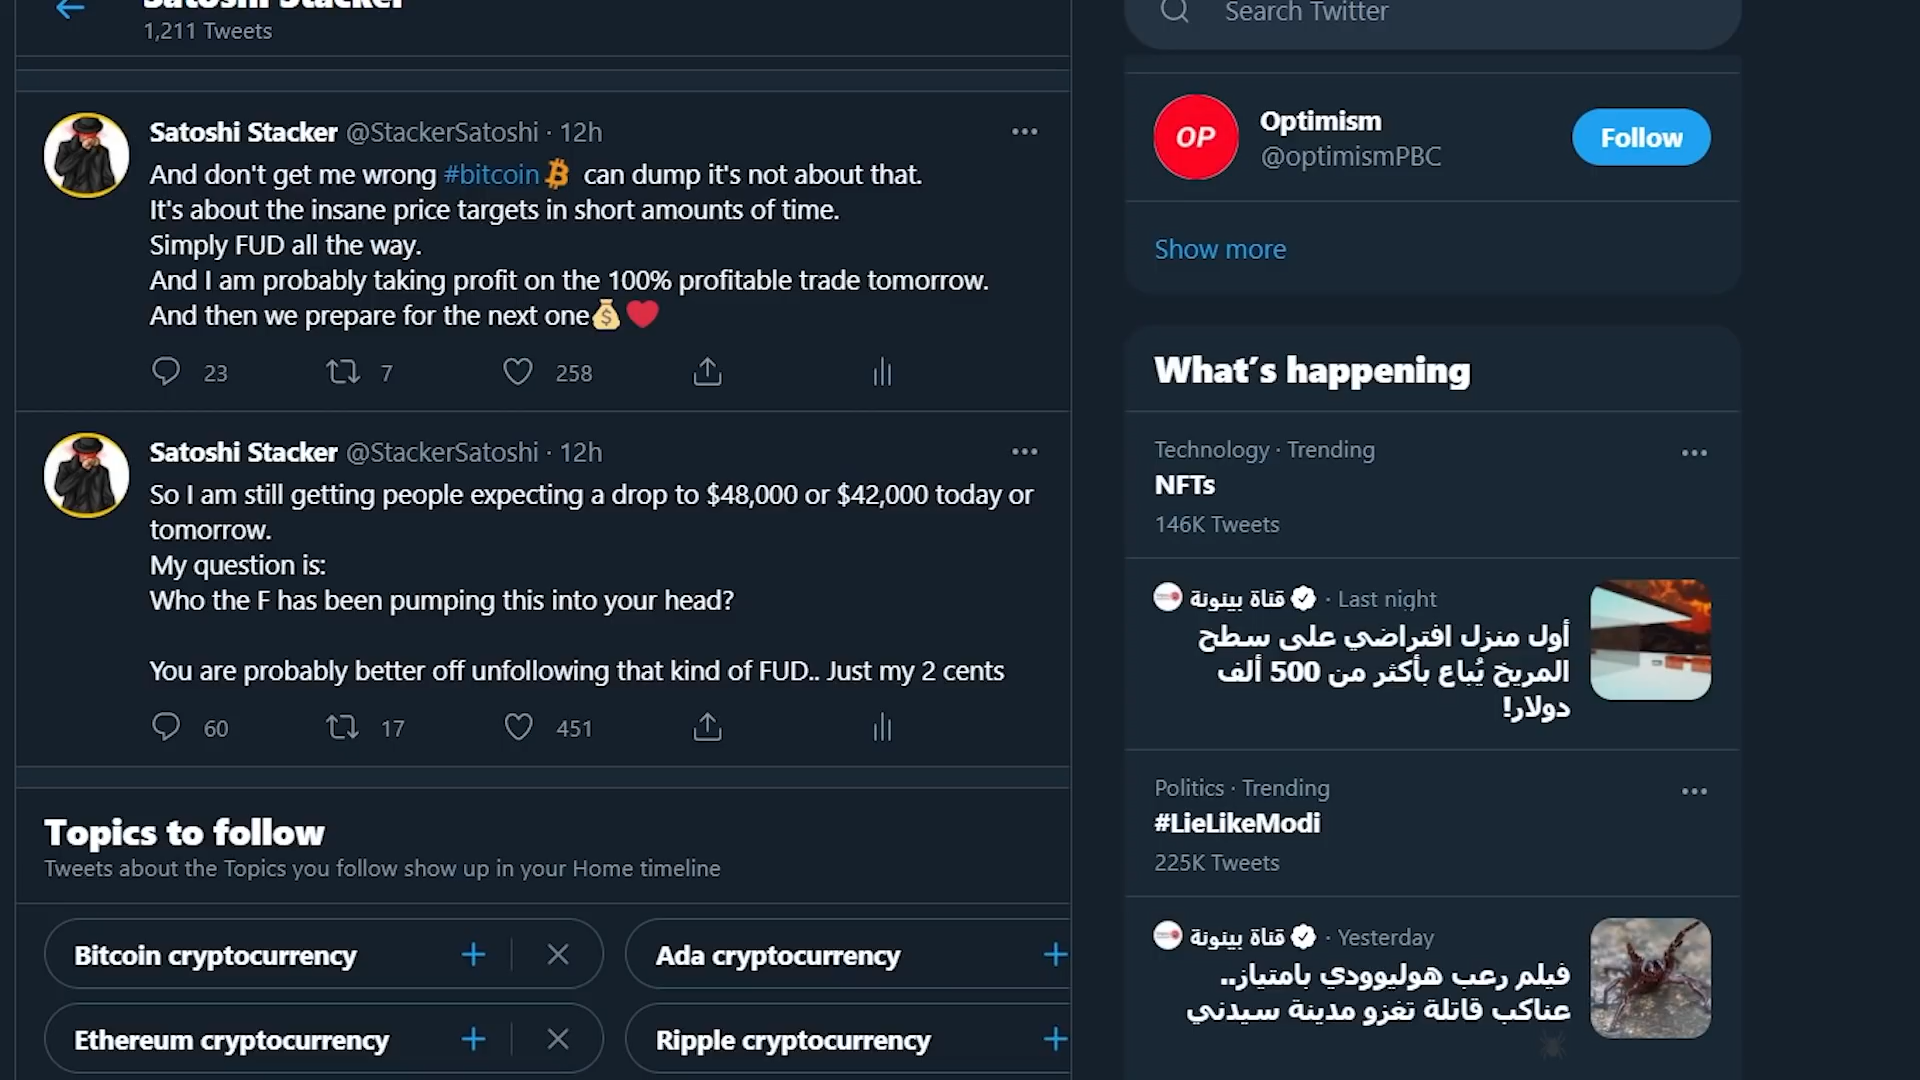 Satoshi Stacker
1,211 Tweets
Satoshi Stacker @StackerSatoshi · 12h
And don't get me wrong #bitcoin can dump it's not about that.
It's about the insane price targets in short amounts of time.
Simply FUD all the way.
And I am probably taking profit on the 100% profitable trade tomorrow.
And then we prepare for the next one
23 7 258
Satoshi Stacker @StackerSatoshi · 12h
So I am still getting people expecting a drop to $48,000 or $42,000 today or
tomorrow.
My question is:
Who the F has been pumping this into your head?
You are probably better off unfollowing that kind of FUD.. Just my 2 cents
60 17 451
Topics to follow
Tweets about the Topics you follow show up in your Home timeline
Bitcoin cryptocurrency
Ada cryptocurrency
Ethereum cryptocurrency
Ripple cryptocurrency
Search Twitter
OP
Optimism
@optimismPBC
Follow
Show more
What's happening
Technology · Trending
NFTs
146K Tweets
قناة بينونة · Last night
أول منزل افتراضي على سطح
المريخ يُباع بأكثر من 500 ألف
دولار!
Politics · Trending
#LieLikeModi
225K Tweets
قناة بينونة · Yesterday
فيلم رعب هوليوودي بامتياز..
عناكب قاتلة تغزو مدينة سيدني